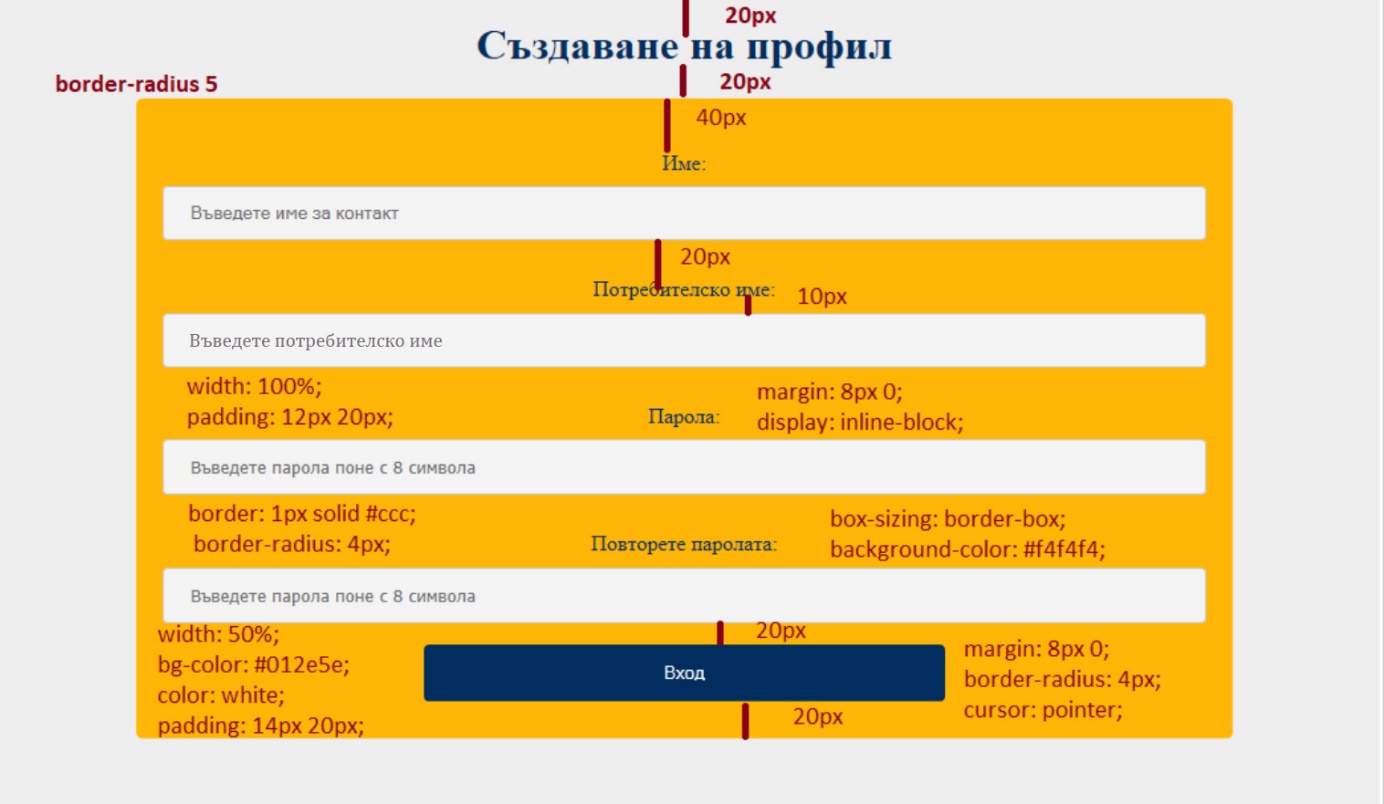 20px
Създаване на профил
border-radius 5
20px
40px
Име:
Въведете име за контакт
20px
Потребителско име:
10px
Въведете потребителско име
width: 100%;
padding: 12px 20px;
margin: 8px 0;
display: inline-block;
Парола:
Въведете парола поне с 8 символа
border: 1px solid #ccc;
border-radius: 4px;
box-sizing: border-box;
background-color: #f4f4f4;
Повторете паролата:
Въведете парола поне с 8 символа
20px
width: 50%;
bg-color: #012e5e;
color: white;
padding: 14px 20px;
Вход
margin: 8px 0;
border-radius: 4px;
cursor: pointer;
20px